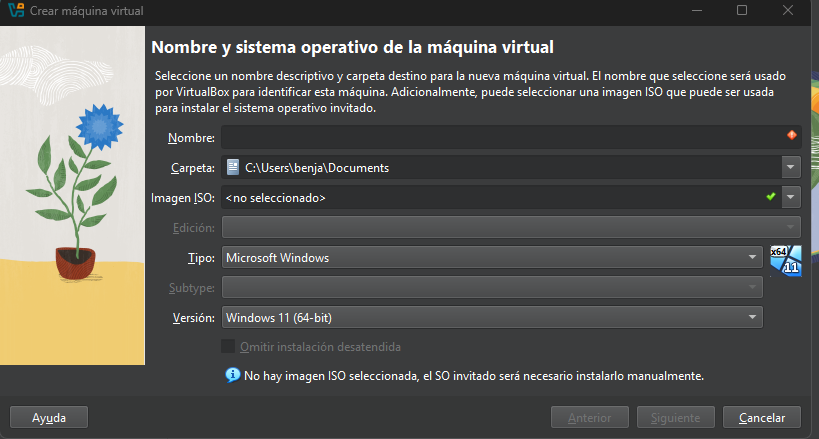 Crear máquina virtual
Nombre y sistema operativo de la máquina virtual
Seleccione un nombre descriptivo y carpeta destino para la nueva máquina virtual. El nombre que seleccione será usado
por VirtualBox para identificar esta máquina. Adicionalmente, puede seleccionar una imagen ISO que puede ser usada
para instalar el sistema operativo invitado.
Nombre:
Carpeta: C:\Users\benja\Documents
Imagen ISO: <no seleccionado>
Edición:
Tipo: Microsoft Windows
x64
11
Subtype:
Versión: Windows 11 (64-bit)
Omitir instalación desatendida
No hay imagen ISO seleccionada, el SO invitado será necesario instalarlo manualmente.
Ayuda Anterior Siguiente Cancelar